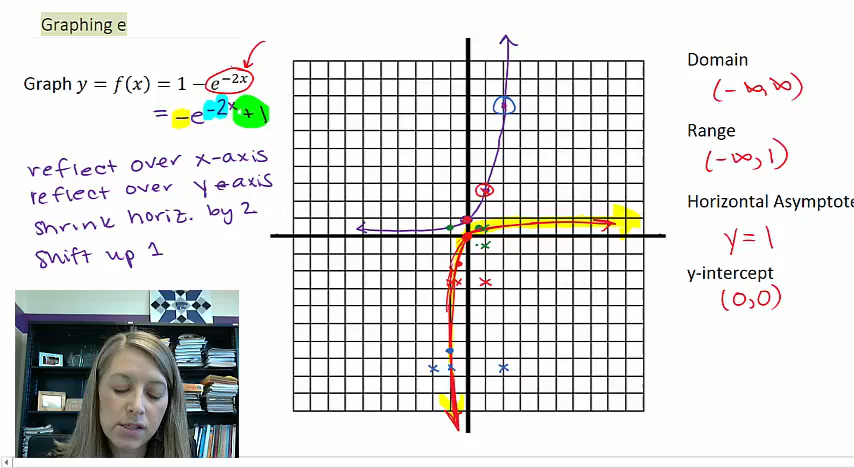 Graphing e
Graph y = f(x) = 1 − e^{−2x}
= −e^{−2x} + 1
reflect over x-axis
reflect over y-axis
shrink horiz. by 2
shift up 1
Domain
(-∞,∞)
Range
(-∞, 1)
Horizontal Asymptote
y = 1
y-intercept
(0,0)